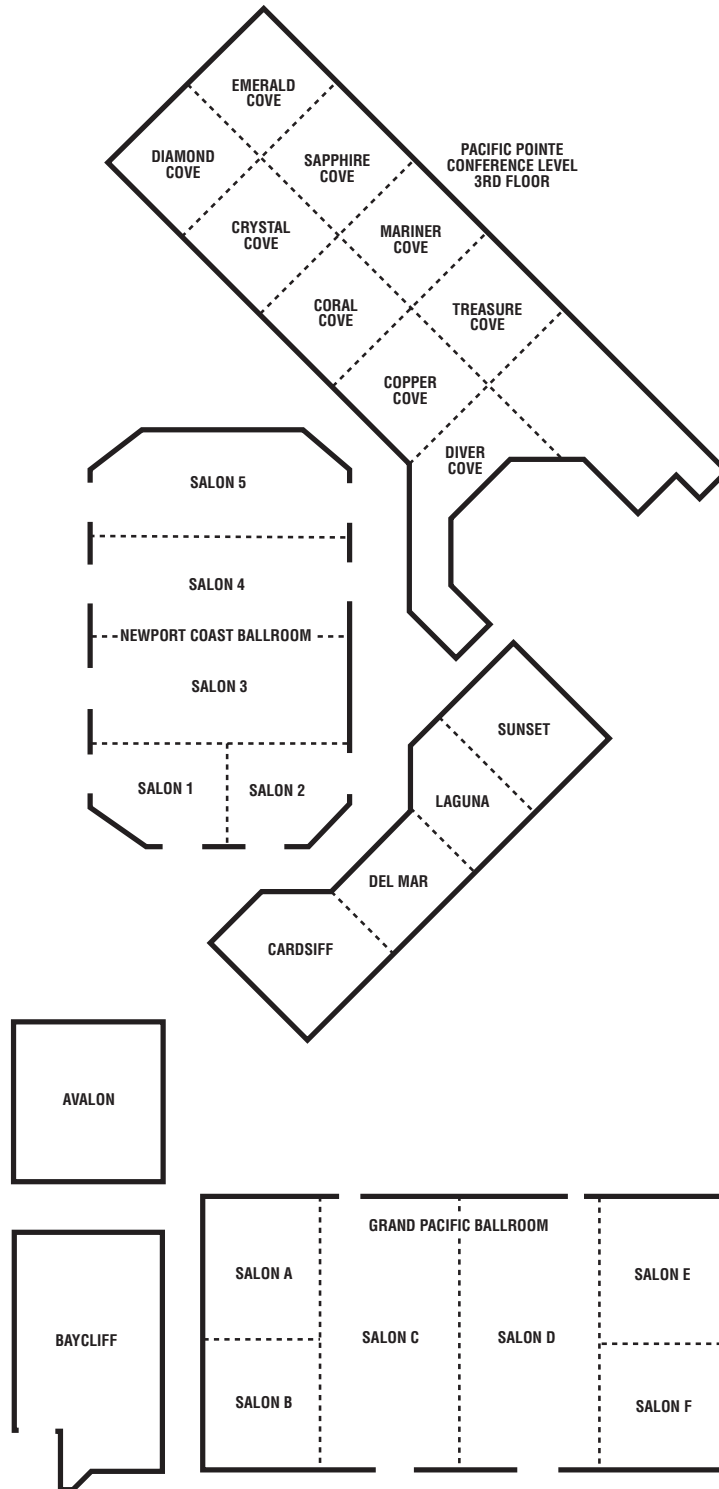 EMERALD
COVE
PACIFIC POINTE
CONFERENCE LEVEL
3RD FLOOR
DIAMOND
COVE
SAPPHIRE
COVE
CRYSTAL
COVE
MARINER
COVE
CORAL
COVE
TREASURE
COVE
COPPER
COVE
DIVER
COVE
SALON 5
SALON 4
NEWPORT COAST BALLROOM
SALON 3
SALON 1
SALON 2
SUNSET
LAGUNA
DEL MAR
CARDSIFF
AVALON
GRAND PACIFIC BALLROOM
SALON A
SALON E
BAYCLIFF
SALON C
SALON D
SALON B
SALON F